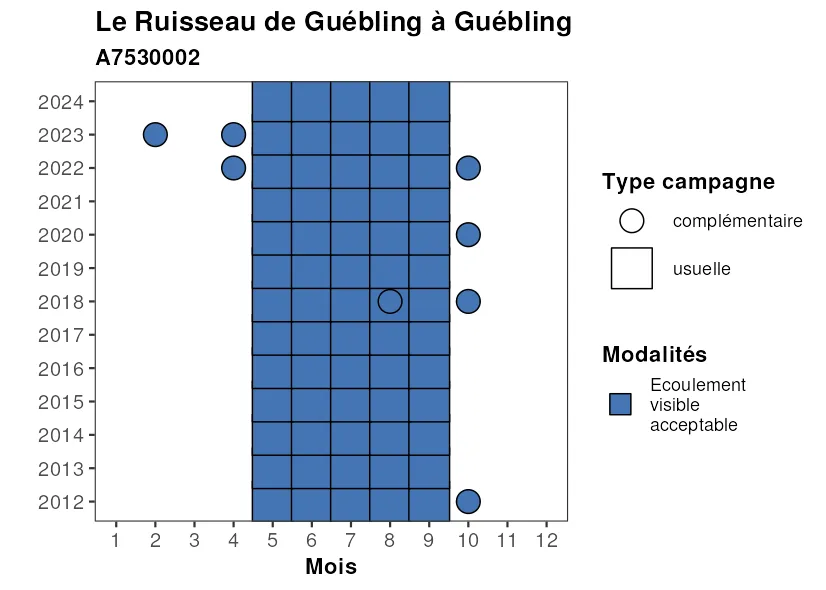 Le Ruisseau de Guébling à Guébling
A7530002
2024
2023
2022
2021
2020
2019
2018
2017
2016
2015
2014
2013
2012
1 2 3 4 5 6 7 8 9 10 11 12
Mois
Type campagne
complémentaire
usuelle
Modalités
Ecoulement
visible
acceptable